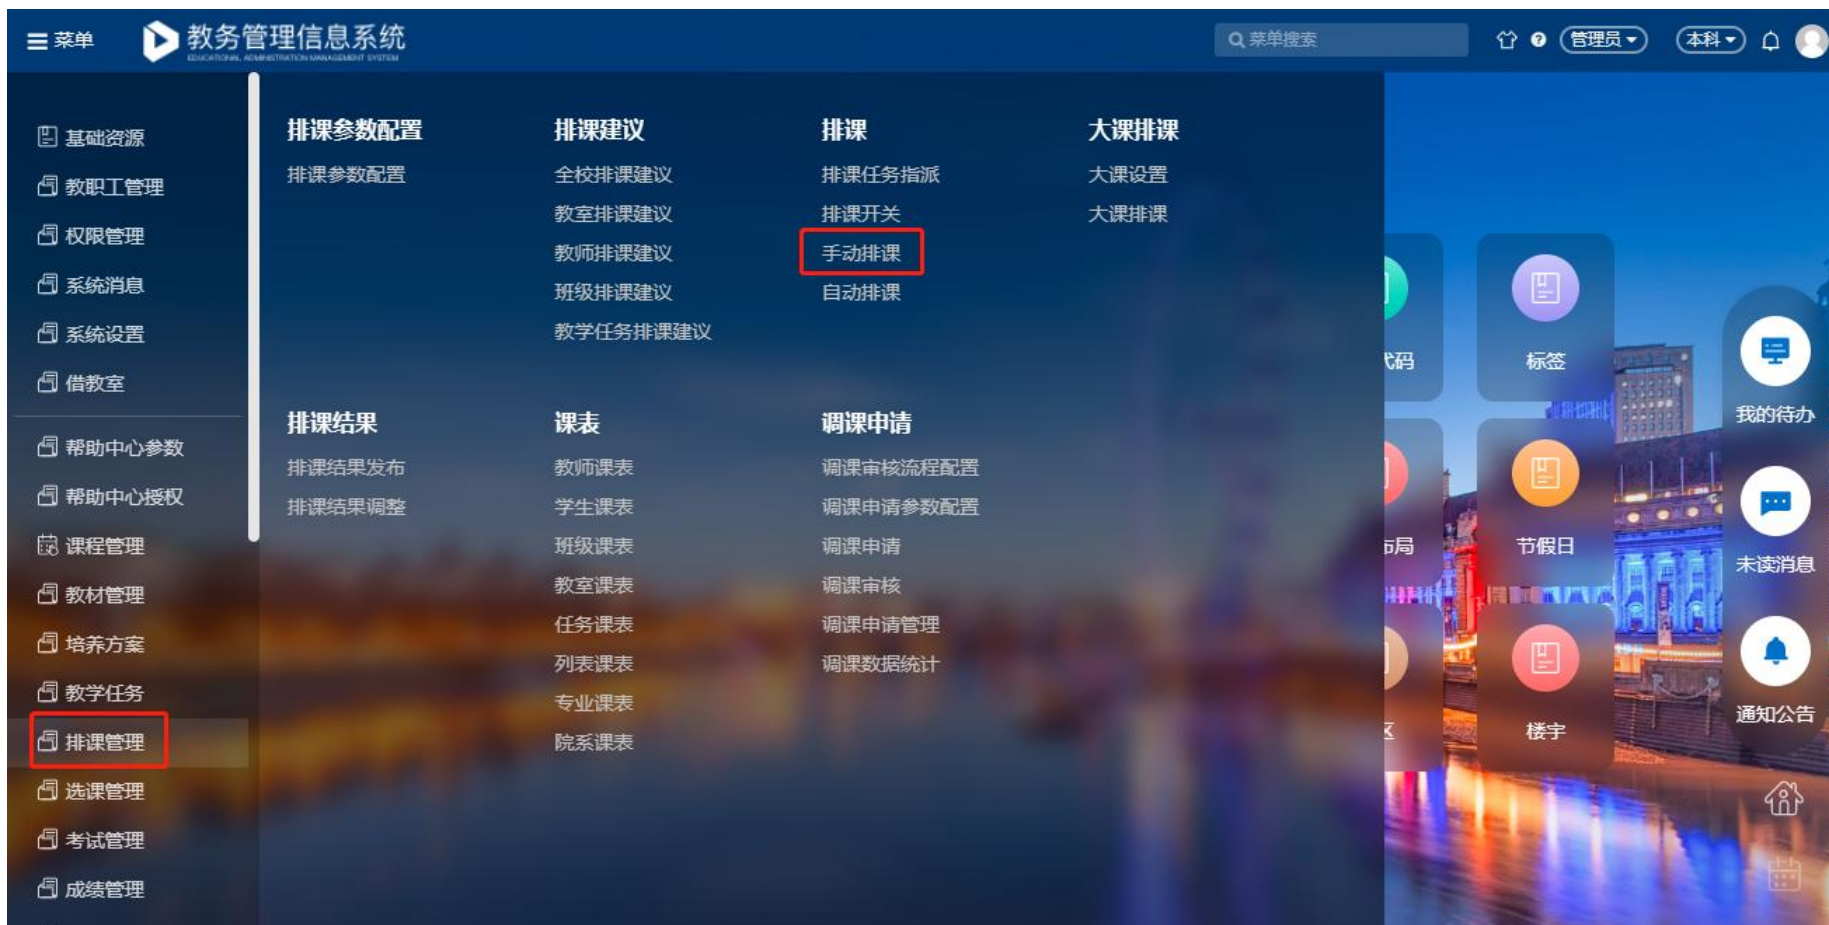 菜单
教务管理信息系统
EDUCATIONAL ADMINISTRATION MANAGEMENT SYSTEM
菜单搜索
管理员
本科
基础资源
教职工管理
权限管理
系统消息
系统设置
借教室
帮助中心参数
帮助中心授权
课程管理
教材管理
培养方案
教学任务
排课管理
选课管理
考试管理
成绩管理
排课参数配置
排课参数配置
排课建议
全校排课建议
教室排课建议
教师排课建议
班级排课建议
教学任务排课建议
排课
排课任务指派
排课开关
手动排课
自动排课
大课排课
大课设置
大课排课
排课结果
排课结果发布
排课结果调整
课表
教师课表
学生课表
班级课表
教室课表
任务课表
列表课表
专业课表
院系课表
调课申请
调课审核流程配置
调课申请参数配置
调课申请
调课审核
调课申请管理
调课数据统计
代码
标签
布局
节假日
区
楼宇
我的待办
未读消息
通知公告